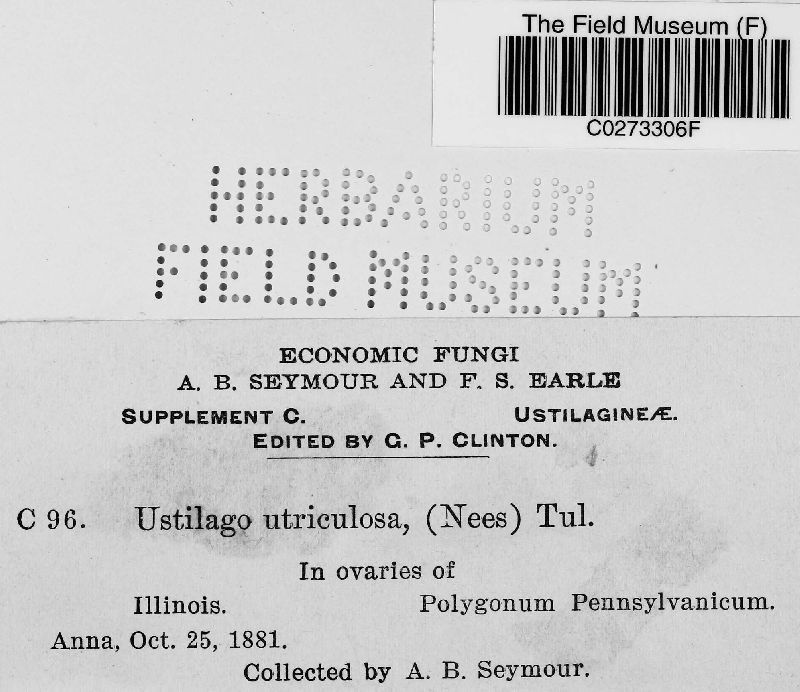 The Field Museum (F)
C0273306F
HERBARIUM
FIELD MUSEUM
ECONOMIC FUNGI
A. B. SEYMOUR AND F. S. EARLE
SUPPLEMENT C. USTILAGINEÆ.
EDITED BY G. P. CLINTON.
C 96. Ustilago utriculosa, (Nees) Tul.
In ovaries of
Illinois. Polygonum Pennsylvanicum.
Anna, Oct. 25, 1881.
Collected by A. B. Seymour.